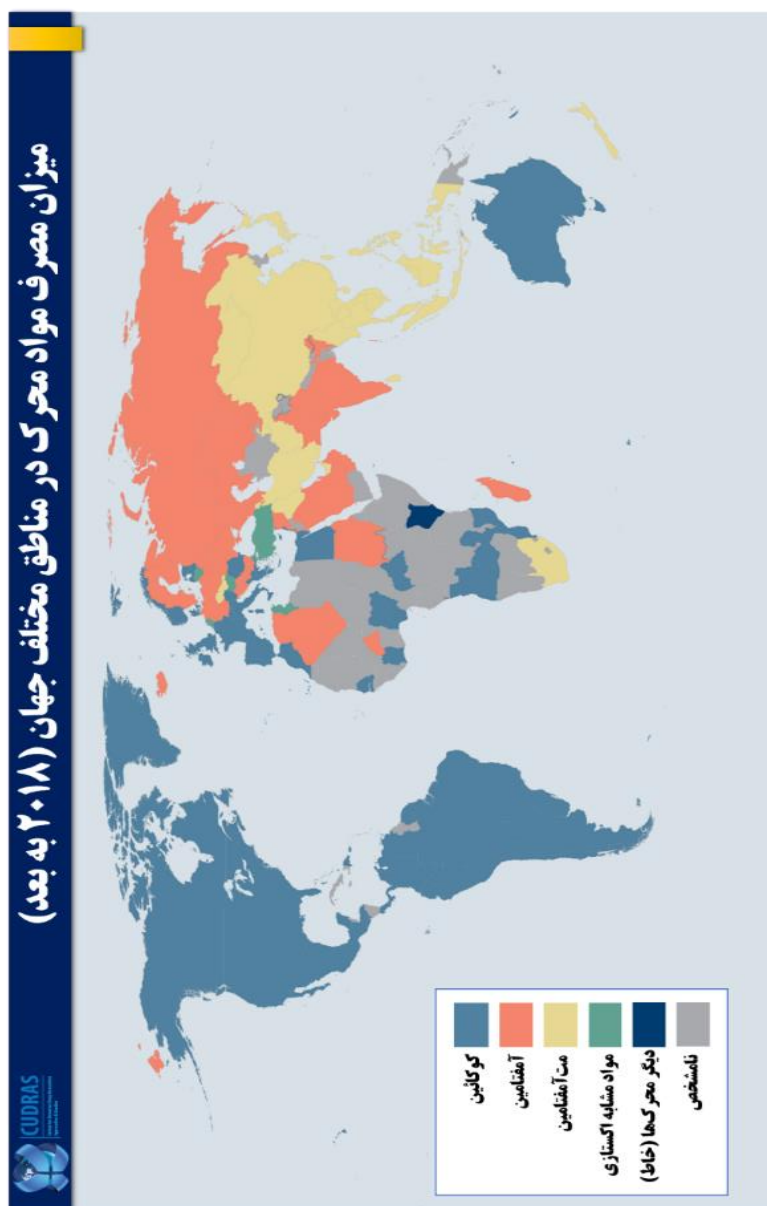 میزان مصرف مواد محرک در مناطق مختلف جهان (۲۰۱۸ به بعد)
CUDRAS
کوکائین
آمفتامین
مت‌آمفتامین
مواد مشابه اکستازی
دیگر محرک‌ها (خاط)
نامشخص